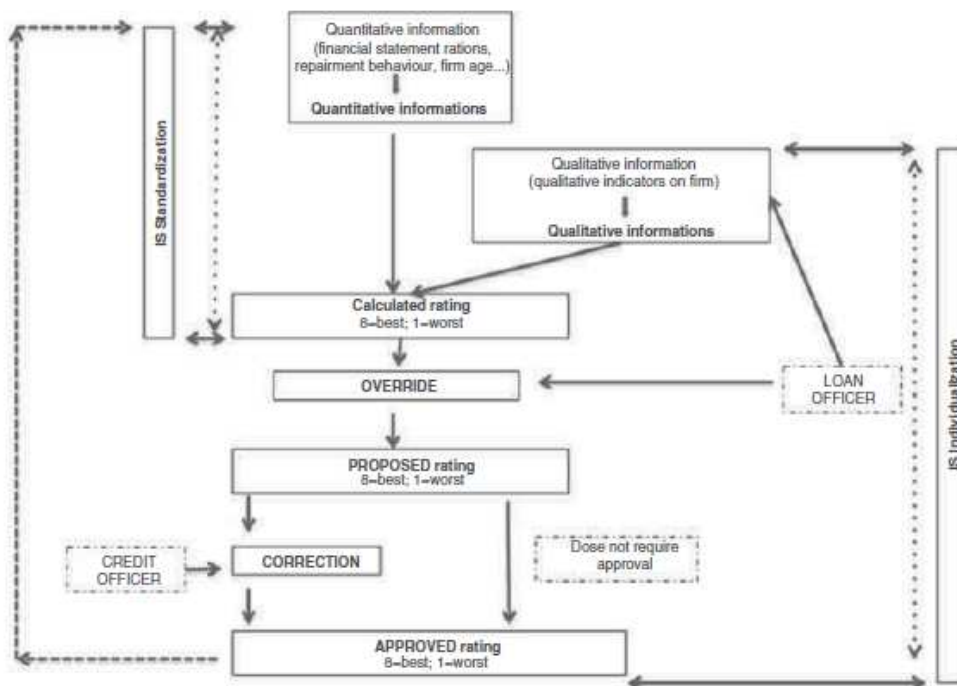 Quantitative information
(financial statement rations,
repairment behaviour, firm age...)
Quantitative informations
IS Standardization
Qualitative information
(qualitative indicators on firm)
Qualitative informations
Calculated rating
8=best; 1=worst
OVERRIDE
LOAN
OFFICER
IS Individualization
PROPOSED rating
8=best; 1=worst
CREDIT
OFFICER
CORRECTION
Dose not require
approval
APPROVED rating
8=best; 1=worst